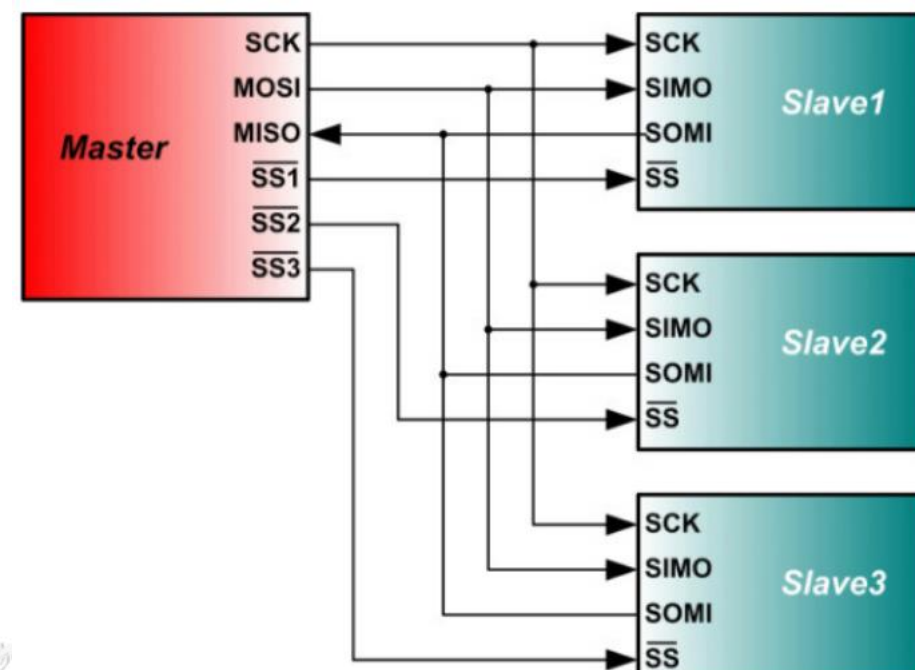 Master
SCK
MOSI
MISO
SS1
SS2
SS3
SCK
SIMO
SOMI
SS
Slave1
SCK
SIMO
SOMI
SS
Slave2
SCK
SIMO
SOMI
SS
Slave3